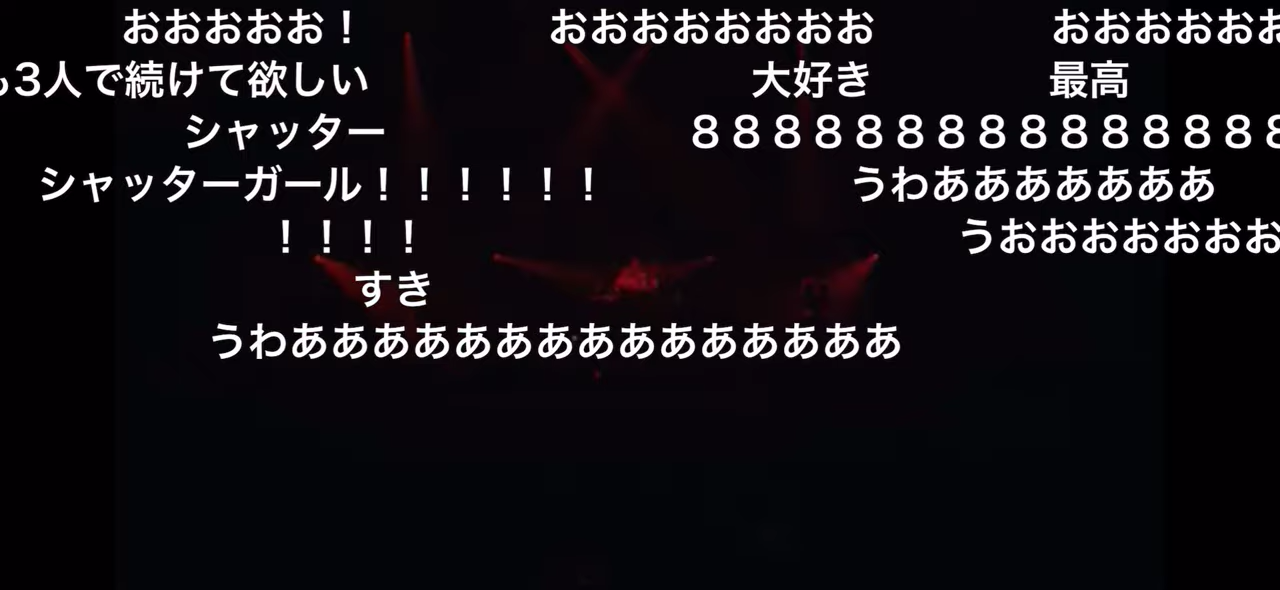 おおおおお！ おおおおおおおお おおおおおお
も3人で続けて欲しい 大好き 最高
シャッター ８８８８８８８８８８８８８８８
シャッターガール！！！！！！ うわあああああああ
！！！！ うおおおおおおお
すき
うわあああああああああああああああ